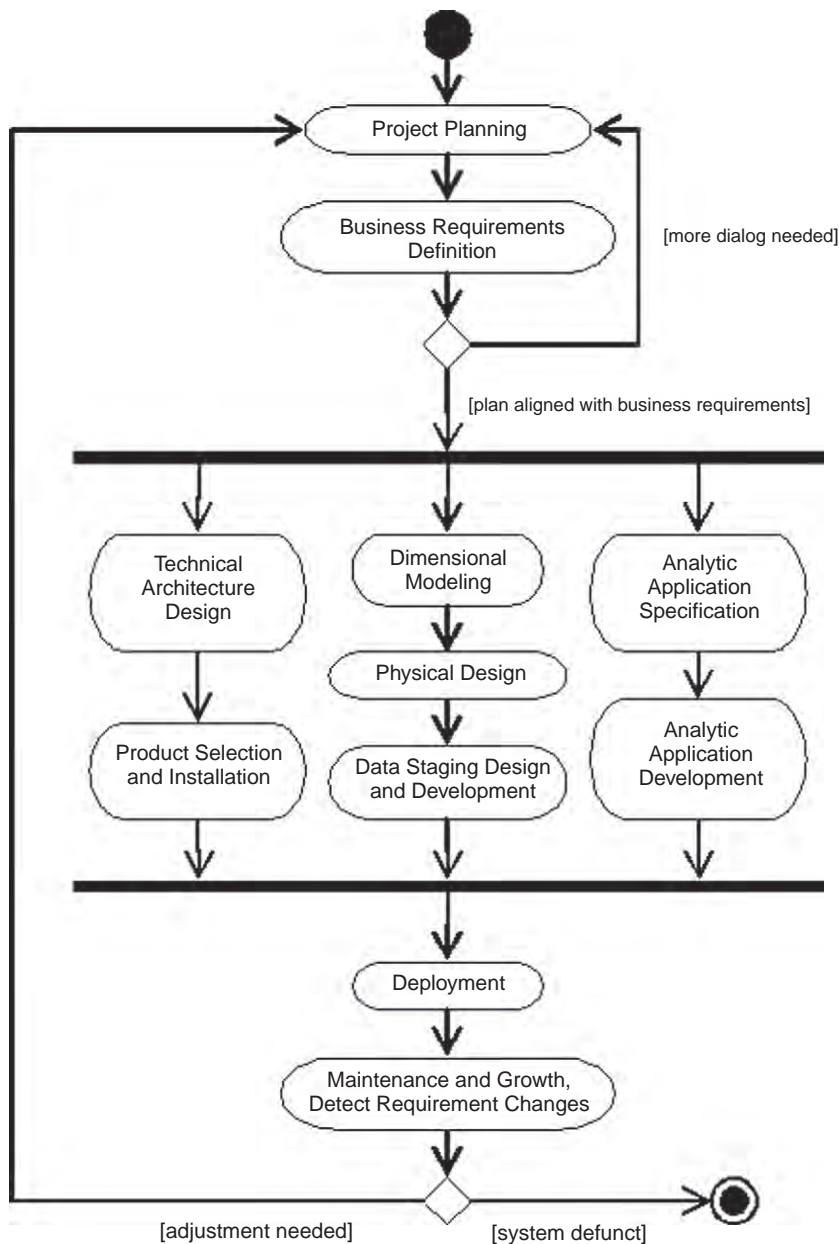 Project Planning
Business Requirements
Definition
[more dialog needed]
[plan aligned with business requirements]
Technical
Architecture
Design
Dimensional
Modeling
Analytic
Application
Specification
Physical Design
Product Selection
and Installation
Data Staging Design
and Development
Analytic
Application
Development
Deployment
Maintenance and Growth,
Detect Requirement Changes
[adjustment needed]
[system defunct]